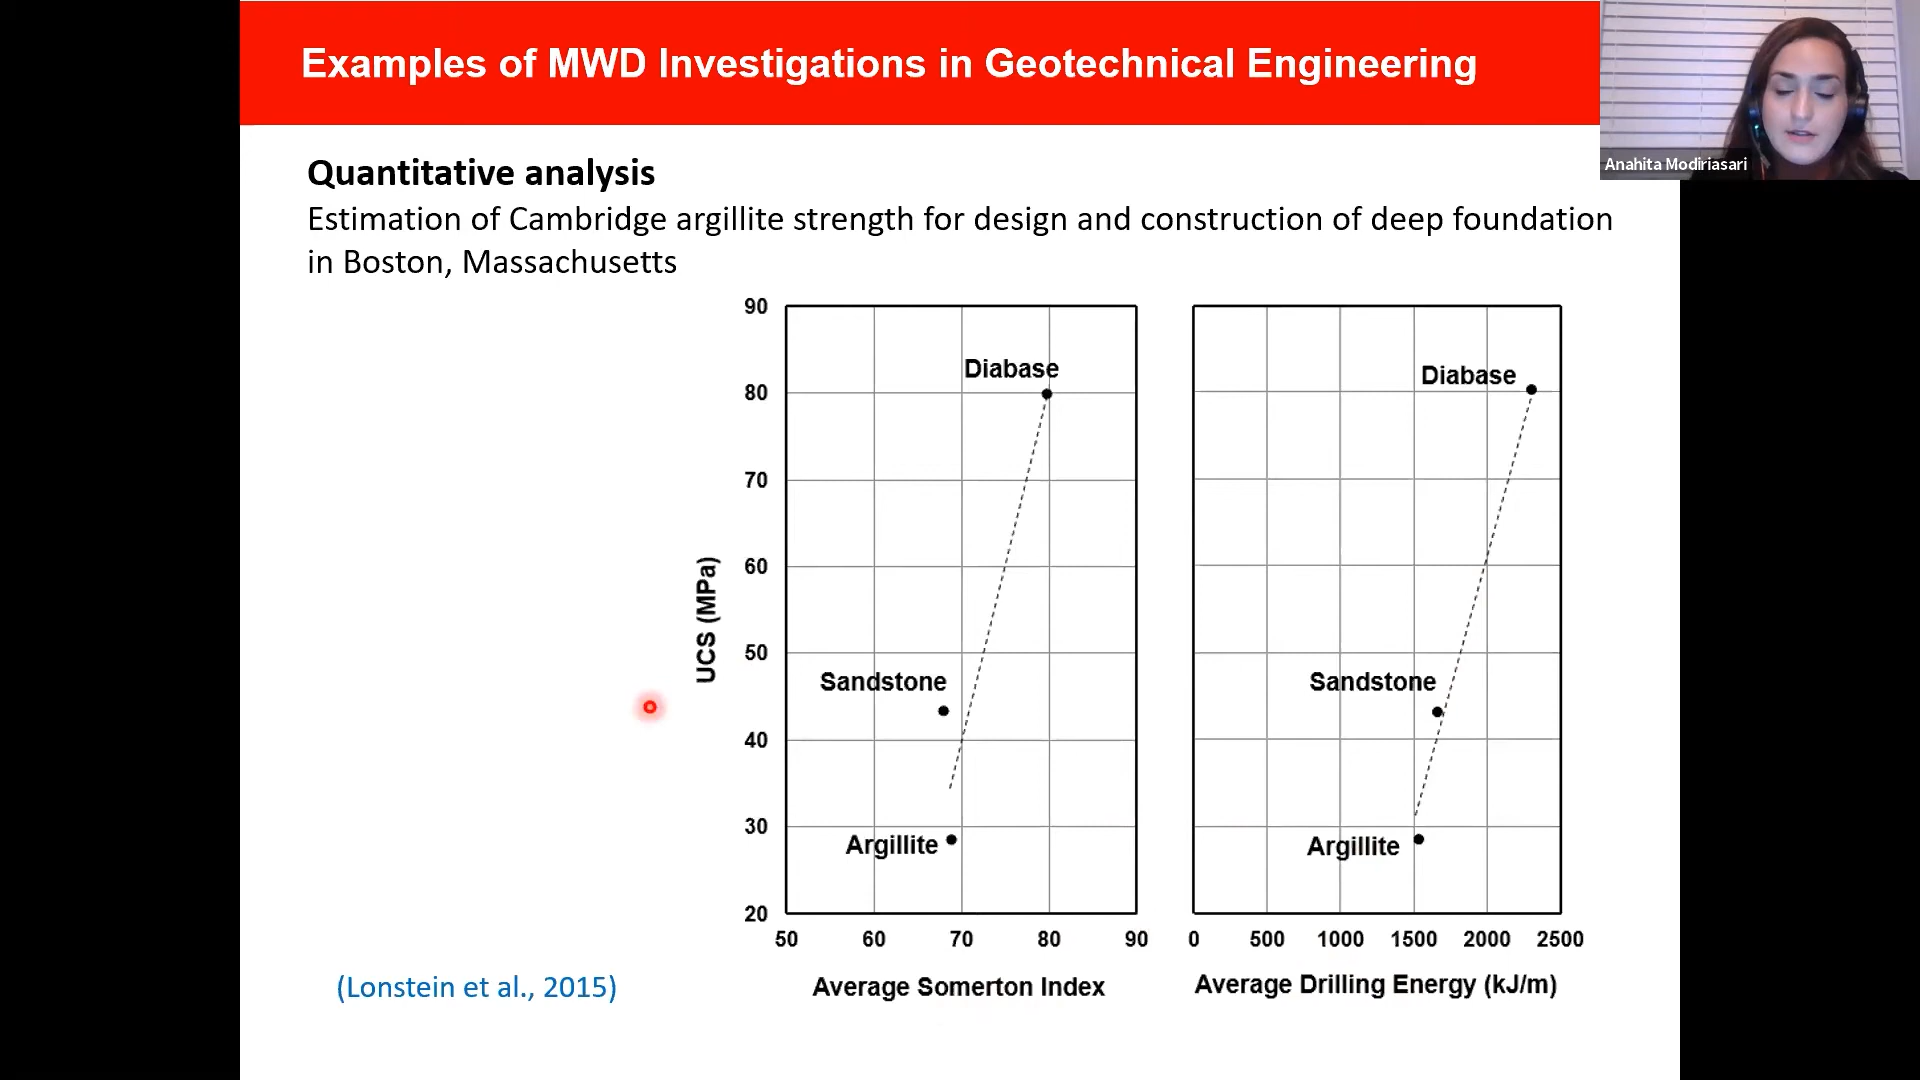 Examples of MWD Investigations in Geotechnical Engineering
Anahita Modiriasari
Quantitative analysis
Estimation of Cambridge argillite strength for design and construction of deep foundation
in Boston, Massachusetts
UCS (MPa)
90
80
70
60
50
40
30
20
Diabase
Sandstone
Argillite
50 60 70 80 90
Average Somerton Index
Diabase
Sandstone
Argillite
0 500 1000 1500 2000 2500
Average Drilling Energy (kJ/m)
(Lonstein et al., 2015)